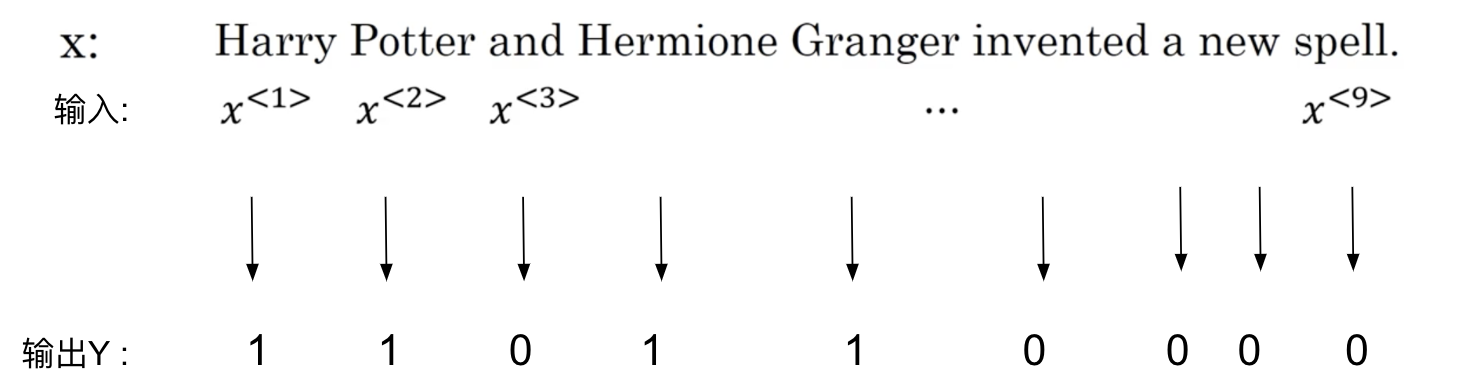 x: Harry Potter and Hermione Granger invented a new spell.
输入: x<1> x<2> x<3> ... x<9>
输出Y : 1 1 0 1 1 0 0 0 0